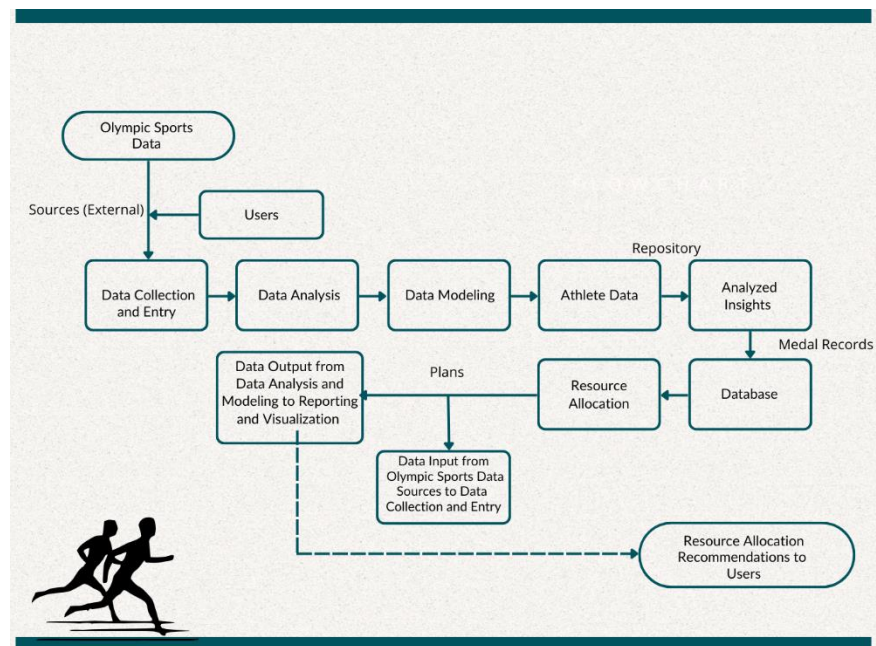 Olympic Sports
Data
Sources (External)
Users
Repository
Data Collection
and Entry
Data Analysis
Data Modeling
Athlete Data
Analyzed
Insights
Medal Records
Data Output from
Data Analysis and
Modeling to Reporting
and Visualization
Plans
Resource
Allocation
Database
Data Input from
Olympic Sports Data
Sources to Data
Collection and Entry
Resource Allocation
Recommendations to
Users